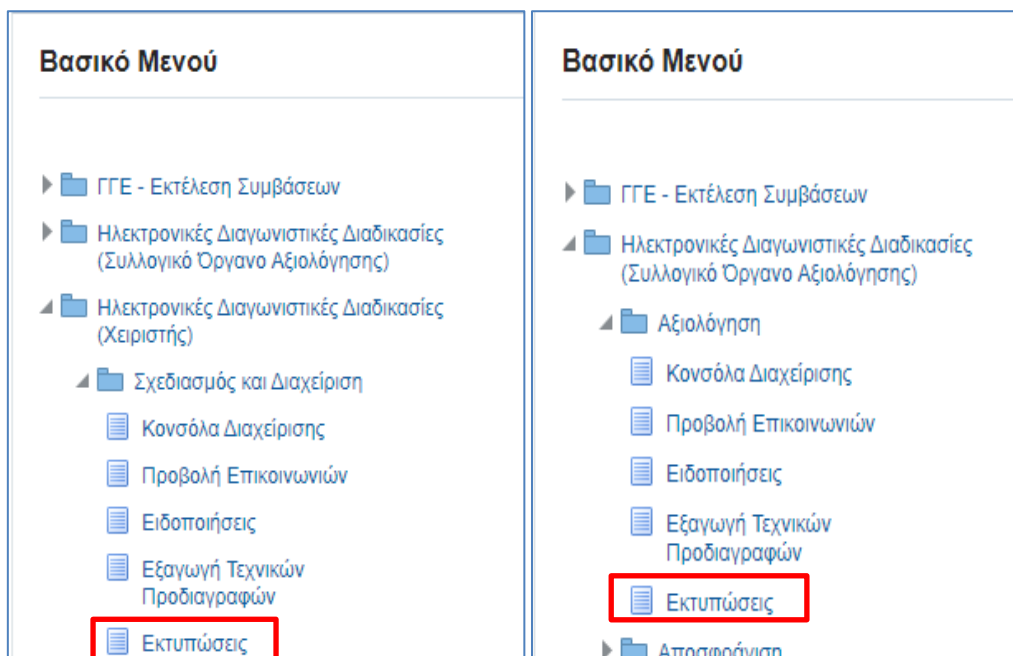 Βασικό Μενού
ΓΓΕ - Εκτέλεση Συμβάσεων
Ηλεκτρονικές Διαγωνιστικές Διαδικασίες
(Συλλογικό Όργανο Αξιολόγησης)
Ηλεκτρονικές Διαγωνιστικές Διαδικασίες
(Χειριστής)
Σχεδιασμός και Διαχείριση
Κονσόλα Διαχείρισης
Προβολή Επικοινωνιών
Ειδοποιήσεις
Εξαγωγή Τεχνικών
Προδιαγραφών
Εκτυπώσεις
Βασικό Μενού
ΓΓΕ - Εκτέλεση Συμβάσεων
Ηλεκτρονικές Διαγωνιστικές Διαδικασίες
(Συλλογικό Όργανο Αξιολόγησης)
Αξιολόγηση
Κονσόλα Διαχείρισης
Προβολή Επικοινωνιών
Ειδοποιήσεις
Εξαγωγή Τεχνικών
Προδιαγραφών
Εκτυπώσεις
Αποσφράγιση